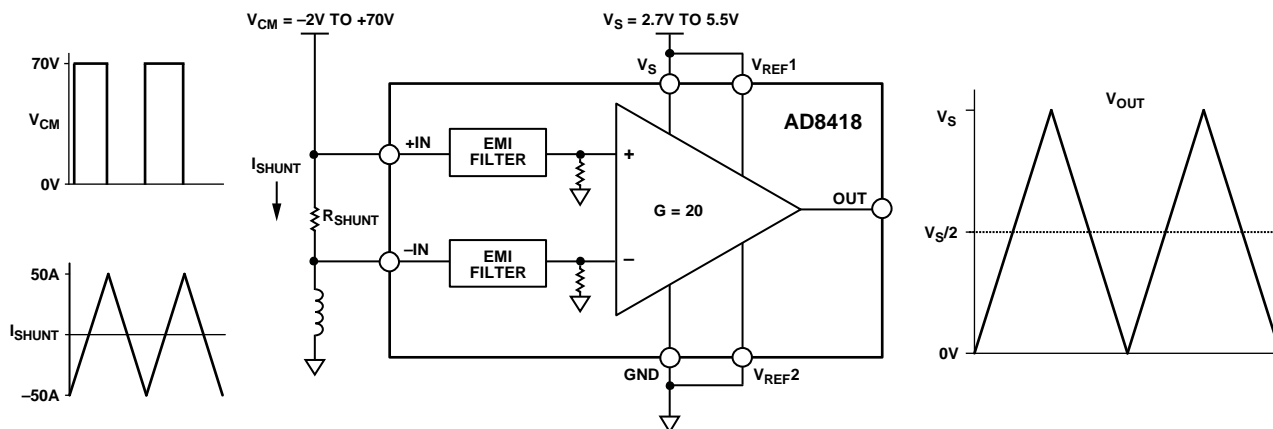 V_CM = –2V TO +70V
V_S = 2.7V TO 5.5V
70V
V_CM
0V
I_SHUNT
50A
I_SHUNT
–50A
R_SHUNT
V_S
V_REF1
AD8418
+IN
EMI
FILTER
+
G = 20
OUT
–IN
EMI
FILTER
–
GND
V_REF2
V_OUT
V_S
V_S/2
0V